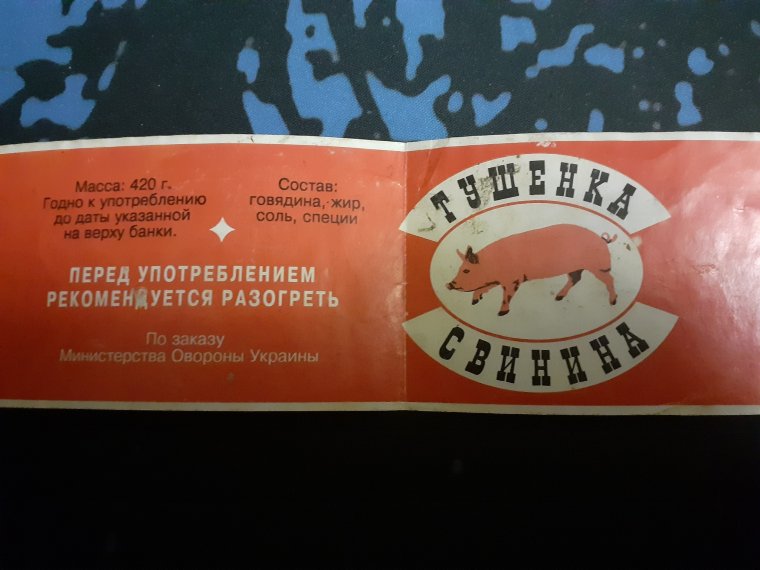 Масса: 420 г.
Годно к употреблению
до даты указанной
на верху банки.
Состав:
говядина, жир,
соль, специи
ПЕРЕД УПОТРЕБЛЕНИЕМ
РЕКОМЕНДУЕТСЯ РАЗОГРЕТЬ
По заказу
Министерства Овороны Украины
ТУШЕНКА
СВИНИНА